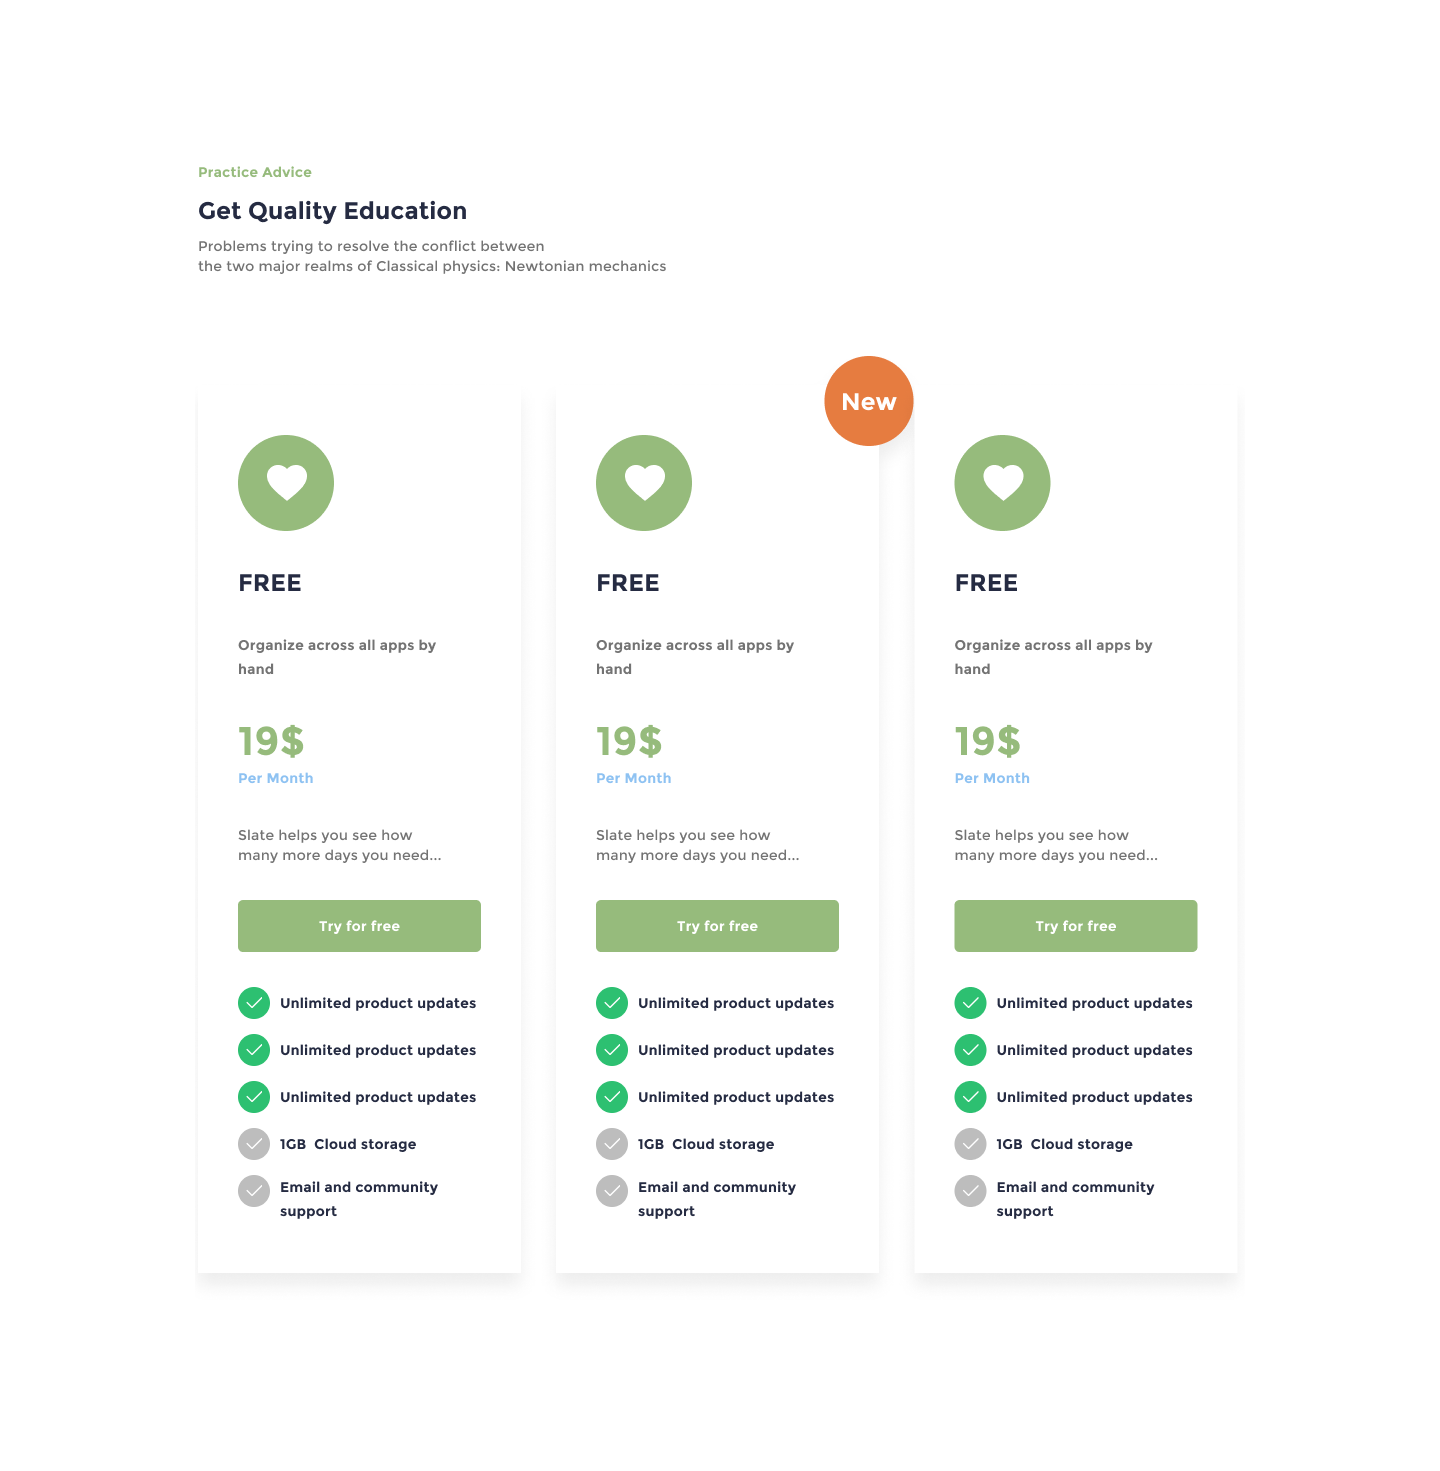 Practice Advice
Get Quality Education
Problems trying to resolve the conflict between
the two major realms of Classical physics: Newtonian mechanics
FREE
Organize across all apps by
hand
19$
Per Month
Slate helps you see how
many more days you need...
Try for free
Unlimited product updates
Unlimited product updates
Unlimited product updates
1GB  Cloud storage
Email and community
support
New
FREE
Organize across all apps by
hand
19$
Per Month
Slate helps you see how
many more days you need...
Try for free
Unlimited product updates
Unlimited product updates
Unlimited product updates
1GB  Cloud storage
Email and community
support
FREE
Organize across all apps by
hand
19$
Per Month
Slate helps you see how
many more days you need...
Try for free
Unlimited product updates
Unlimited product updates
Unlimited product updates
1GB  Cloud storage
Email and community
support